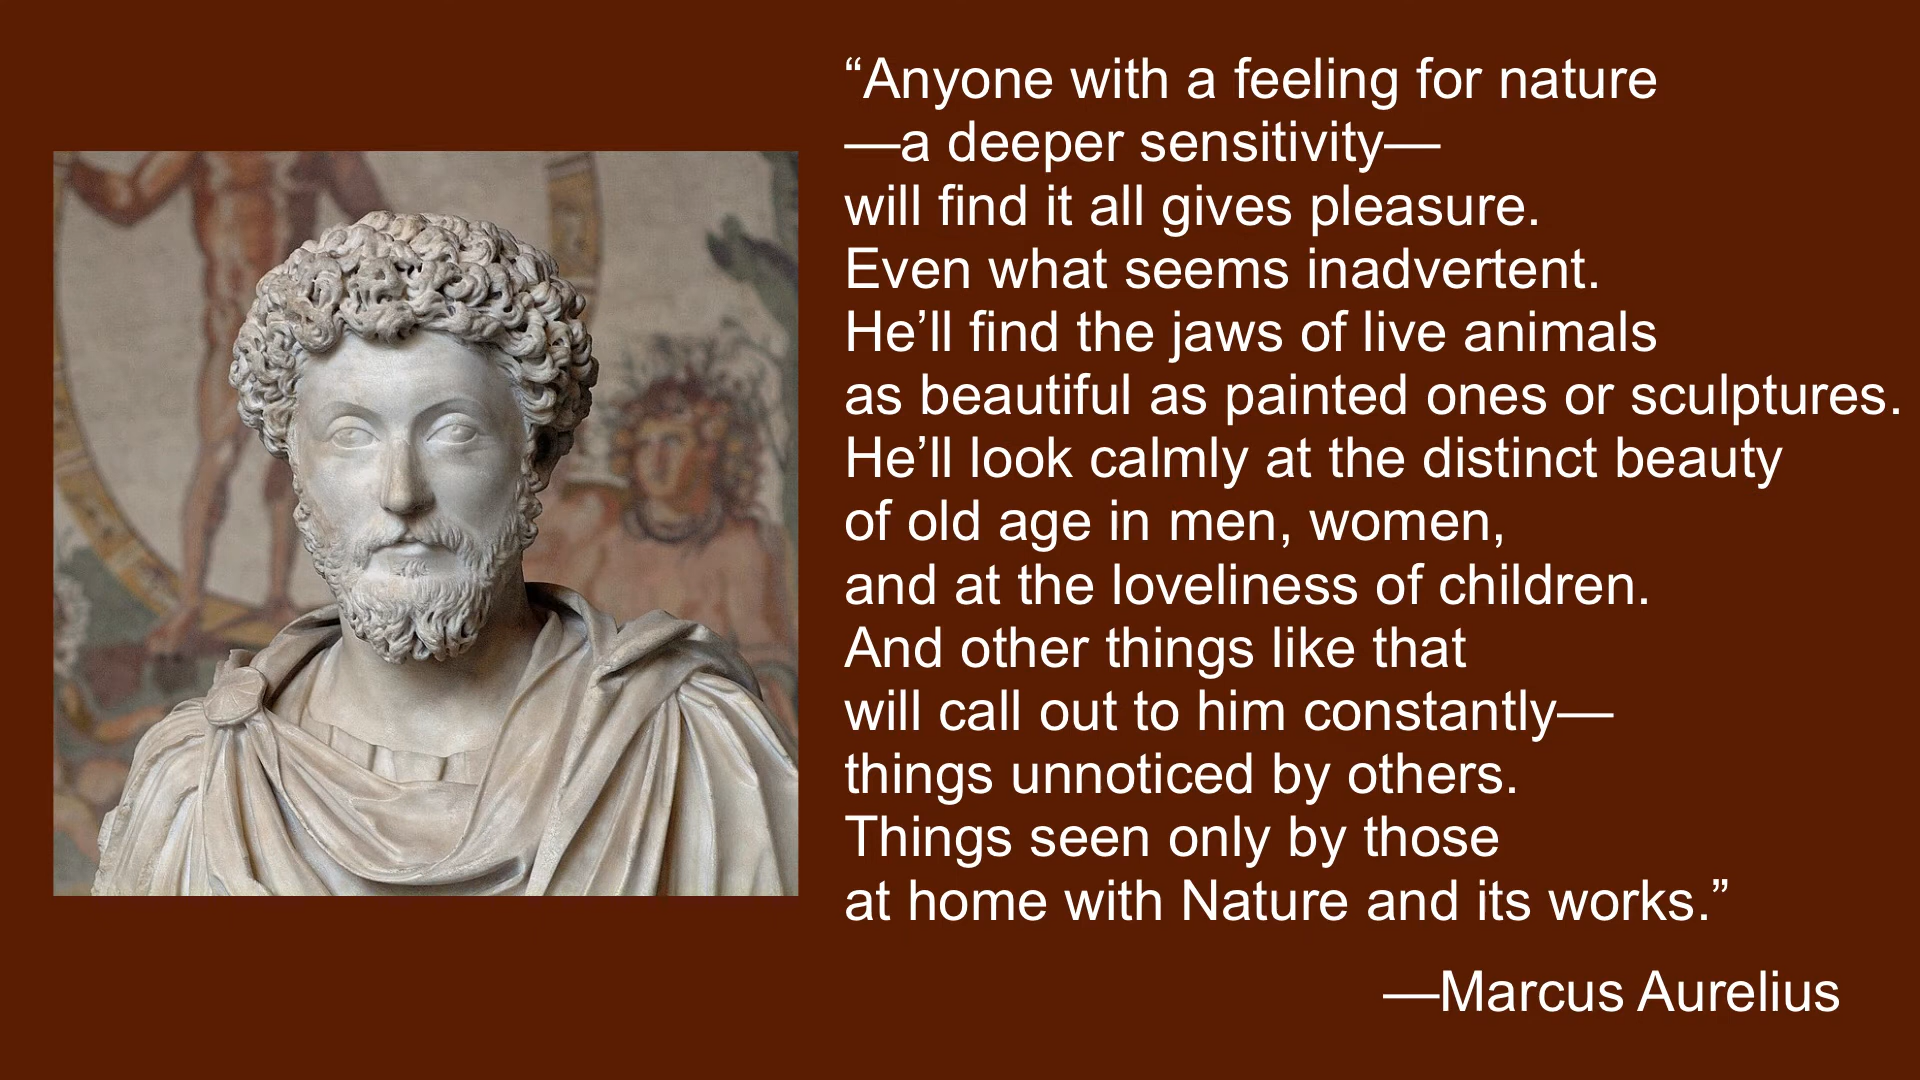 “Anyone with a feeling for nature
—a deeper sensitivity—
will find it all gives pleasure.
Even what seems inadvertent.
He’ll find the jaws of live animals
as beautiful as painted ones or sculptures.
He’ll look calmly at the distinct beauty
of old age in men, women,
and at the loveliness of children.
And other things like that
will call out to him constantly—
things unnoticed by others.
Things seen only by those
at home with Nature and its works.”
—Marcus Aurelius